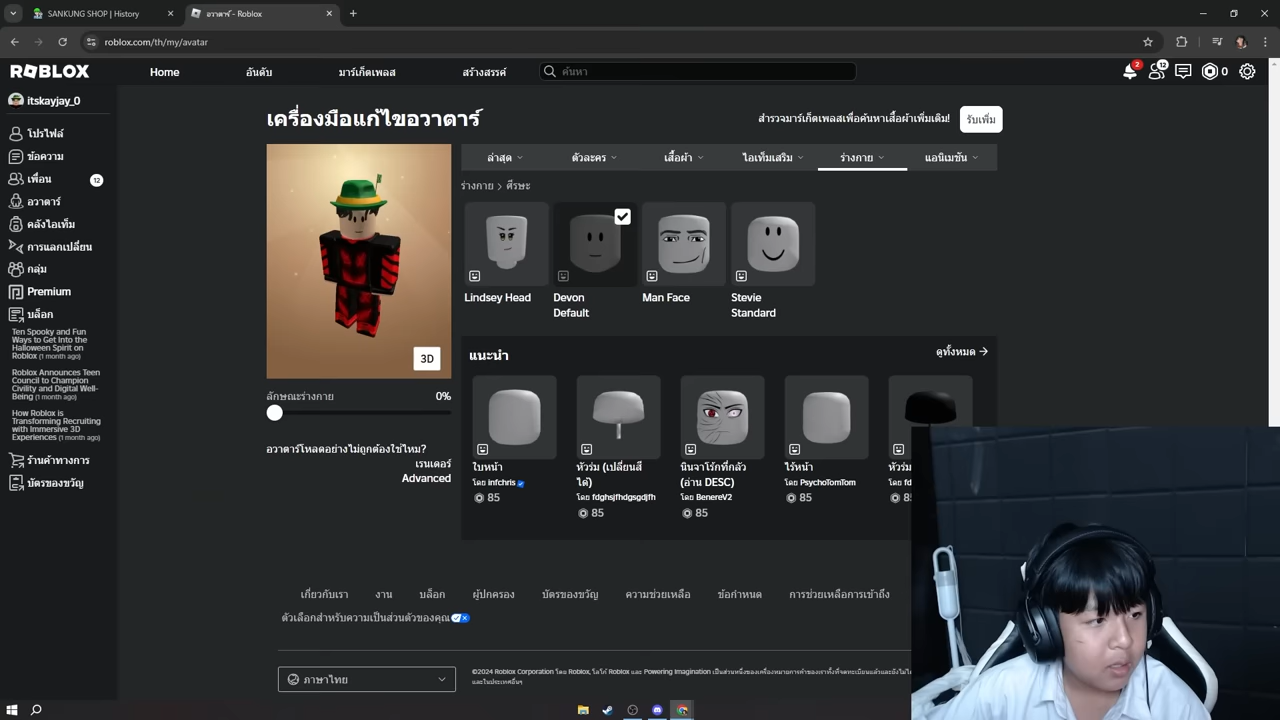 SANKUNG SHOP | History
อวาตาร์ - Roblox
roblox.com/th/my/avatar
ROBLOX
Home
อันดับ
มาร์เก็ตเพลส
สร้างสรรค์
ค้นหา
2
12
0
itskayjay_0
โปรไฟล์
ข้อความ
เพื่อน
12
อวาตาร์
คลังไอเท็ม
การแลกเปลี่ยน
กลุ่ม
Premium
บล็อก
Ten Spooky and Fun
Ways to Get Into the
Halloween Spirit on
Roblox (1 month ago)
Roblox Announces Teen
Council to Champion
Civility and Digital Well-
Being (1 month ago)
How Roblox is
Transforming Recruiting
with Immersive 3D
Experiences (1 month ago)
ร้านค้าทางการ
บัตรของขวัญ
เครื่องมือแก้ไขอวาตาร์
สำรวจมาร์เก็ตเพลสเพื่อค้นหาเสื้อผ้าเพิ่มเติม!
รับเพิ่ม
3D
ลักษณะร่างกาย
0%
อวาตาร์โหลดอย่างไม่ถูกต้องใช่ไหม?
เรนเดอร์
Advanced
ล่าสุด
ตัวละคร
เสื้อผ้า
ไอเท็มเสริม
ร่างกาย
แอนิเมชัน
ร่างกาย > ศีรษะ
Lindsey Head
Devon
Default
Man Face
Stevie
Standard
แนะนำ
ดูทั้งหมด
ใบหน้า
โดย infchris
85
หัวร่ม (เปลี่ยนสี
ได้)
โดย fdghsjfhdgsgdjfh
85
นินจาโร้กที่กลัว
(อ่าน DESC)
โดย BenereV2
85
ไร้หน้า
โดย PsychoTomTom
85
หัวร่ม
โดย fd
85
เกี่ยวกับเรา
งาน
บล็อก
ผู้ปกครอง
บัตรของขวัญ
ความช่วยเหลือ
ข้อกำหนด
การช่วยเหลือการเข้าถึง
ตัวเลือกสำหรับความเป็นส่วนตัวของคุณ
ภาษาไทย